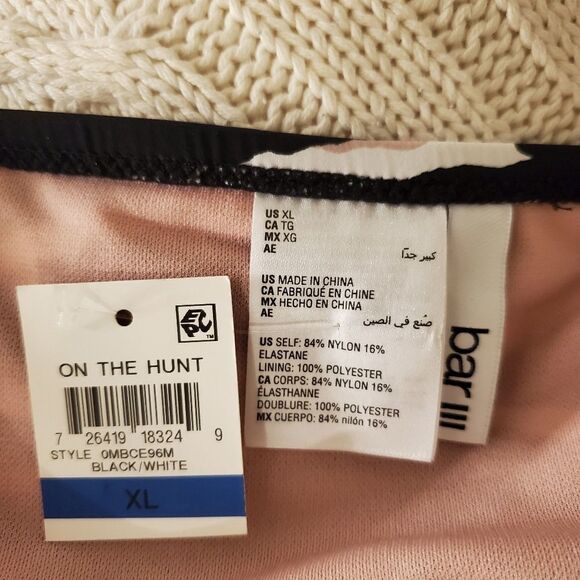 ON THE HUNT
7 26419 18324 9
STYLE 0MBCE96M
BLACK/WHITE
XL
US XL
CA TG
MX XG
AE كبير جدًا
US MADE IN CHINA
CA FABRIQUÉ EN CHINE
MX HECHO EN CHINA
AE صُنع في الصين
US SELF: 84% NYLON 16%
ELASTANE
LINING: 100% POLYESTER
CA CORPS: 84% NYLON 16%
ÉLASTHANNE
DOUBLURE: 100% POLYESTER
MX CUERPO: 84% nilón 16%
bar III